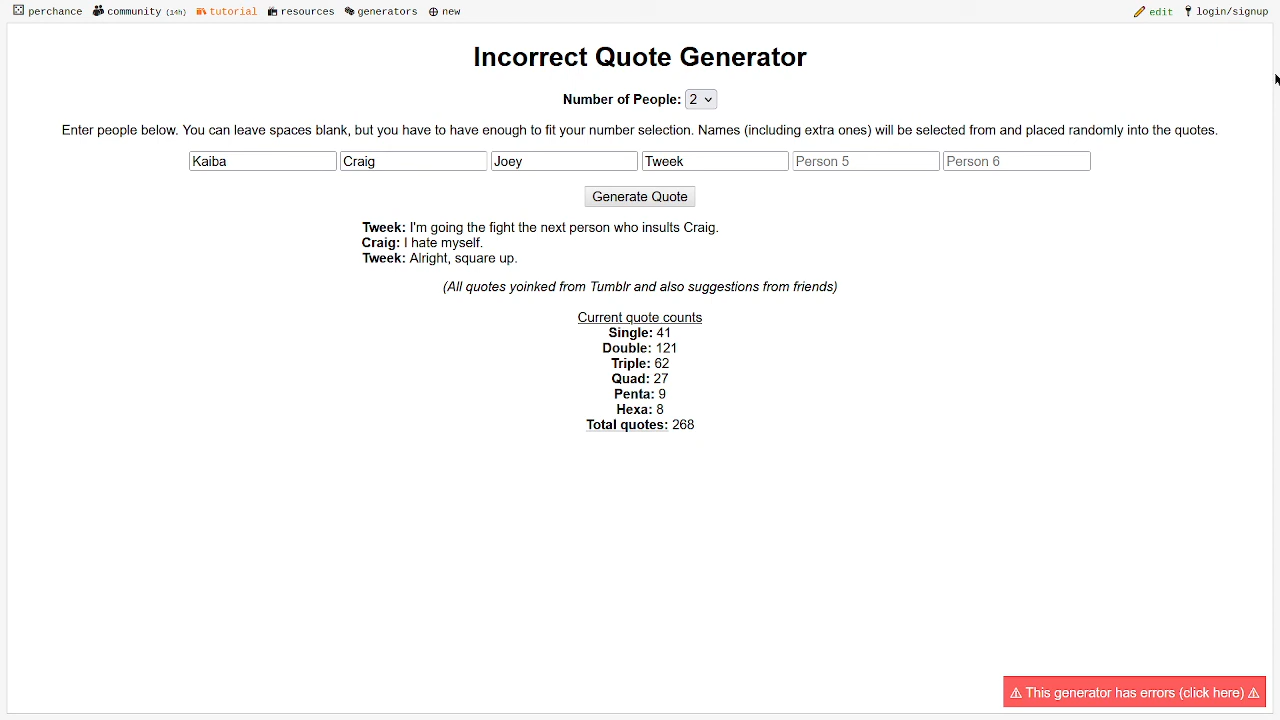 perchance community (14h) tutorial resources generators new edit login/signup
Incorrect Quote Generator
Number of People: 2
Enter people below. You can leave spaces blank, but you have to have enough to fit your number selection. Names (including extra ones) will be selected from and placed randomly into the quotes.
Kaiba Craig Joey Tweek Person 5 Person 6
Generate Quote
Tweek: I'm going the fight the next person who insults Craig.
Craig: I hate myself.
Tweek: Alright, square up.
(All quotes yoinked from Tumblr and also suggestions from friends)
Current quote counts
Single: 41
Double: 121
Triple: 62
Quad: 27
Penta: 9
Hexa: 8
Total quotes: 268
⚠ This generator has errors (click here) ⚠